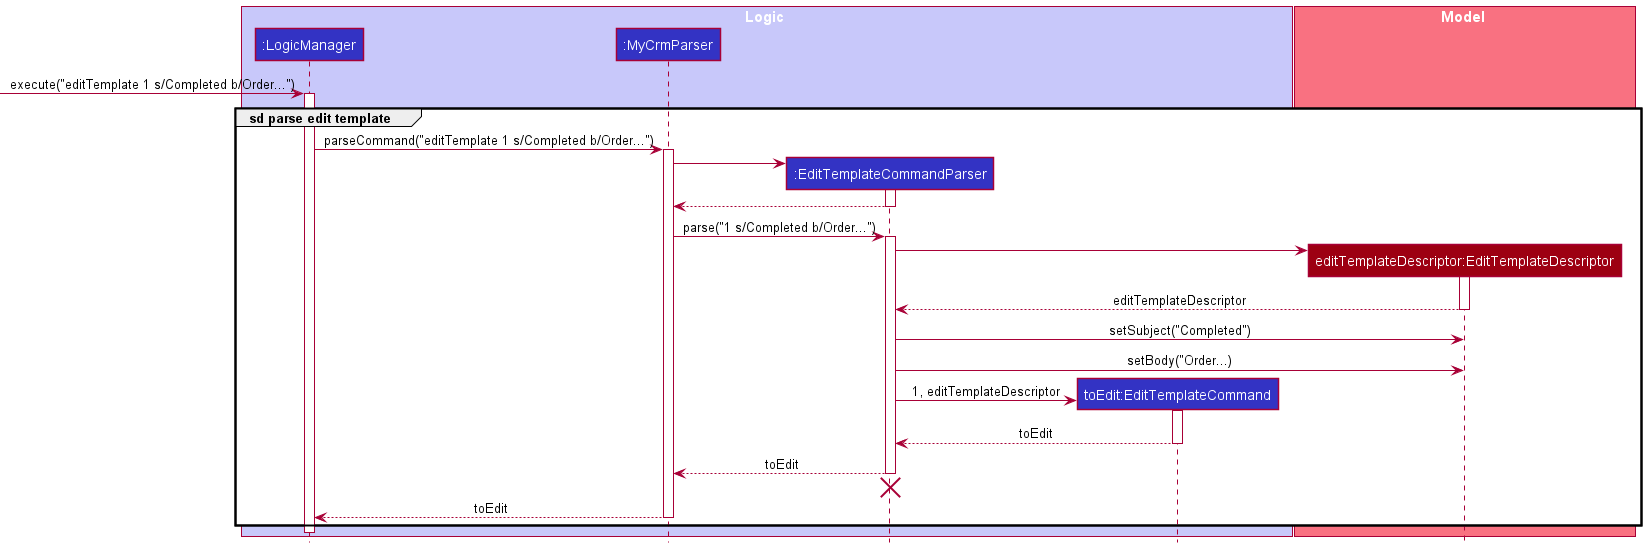 Logic
Model
:LogicManager
:MyCrmParser
execute("editTemplate 1 s/Completed b/Order...")
sd parse edit template
parseCommand("editTemplate 1 s/Completed b/Order...")
:EditTemplateCommandParser
parse("1 s/Completed b/Order...")
editTemplateDescriptor:EditTemplateDescriptor
editTemplateDescriptor
setSubject("Completed")
setBody("Order...)
1, editTemplateDescriptor
toEdit:EditTemplateCommand
toEdit
toEdit
toEdit